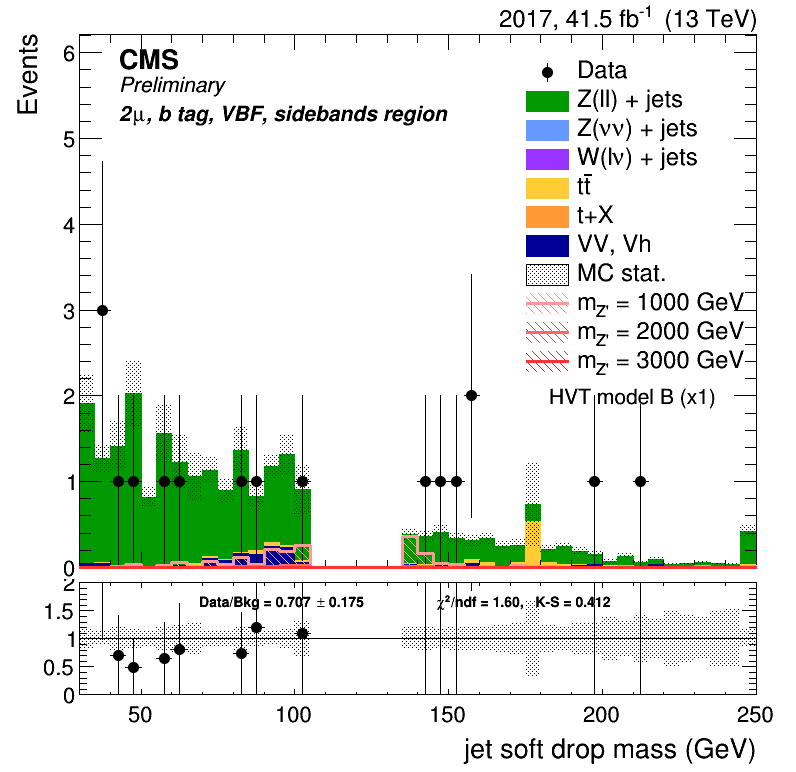 2017, 41.5 fb⁻¹ (13 TeV)
Events
CMS
Preliminary
2μ, b tag, VBF, sidebands region
Data
Z(ll) + jets
Z(νν) + jets
W(lν) + jets
tt̄
t+X
VV, Vh
MC stat.
m_Z' = 1000 GeV
m_Z' = 2000 GeV
m_Z' = 3000 GeV
HVT model B (x1)
6
5
4
3
2
1
0
Data/Bkg = 0.707 ± 0.175
χ²/ndf = 1.60, K-S = 0.412
2
1.5
1
0.5
0
50 100 150 200 250
jet soft drop mass (GeV)